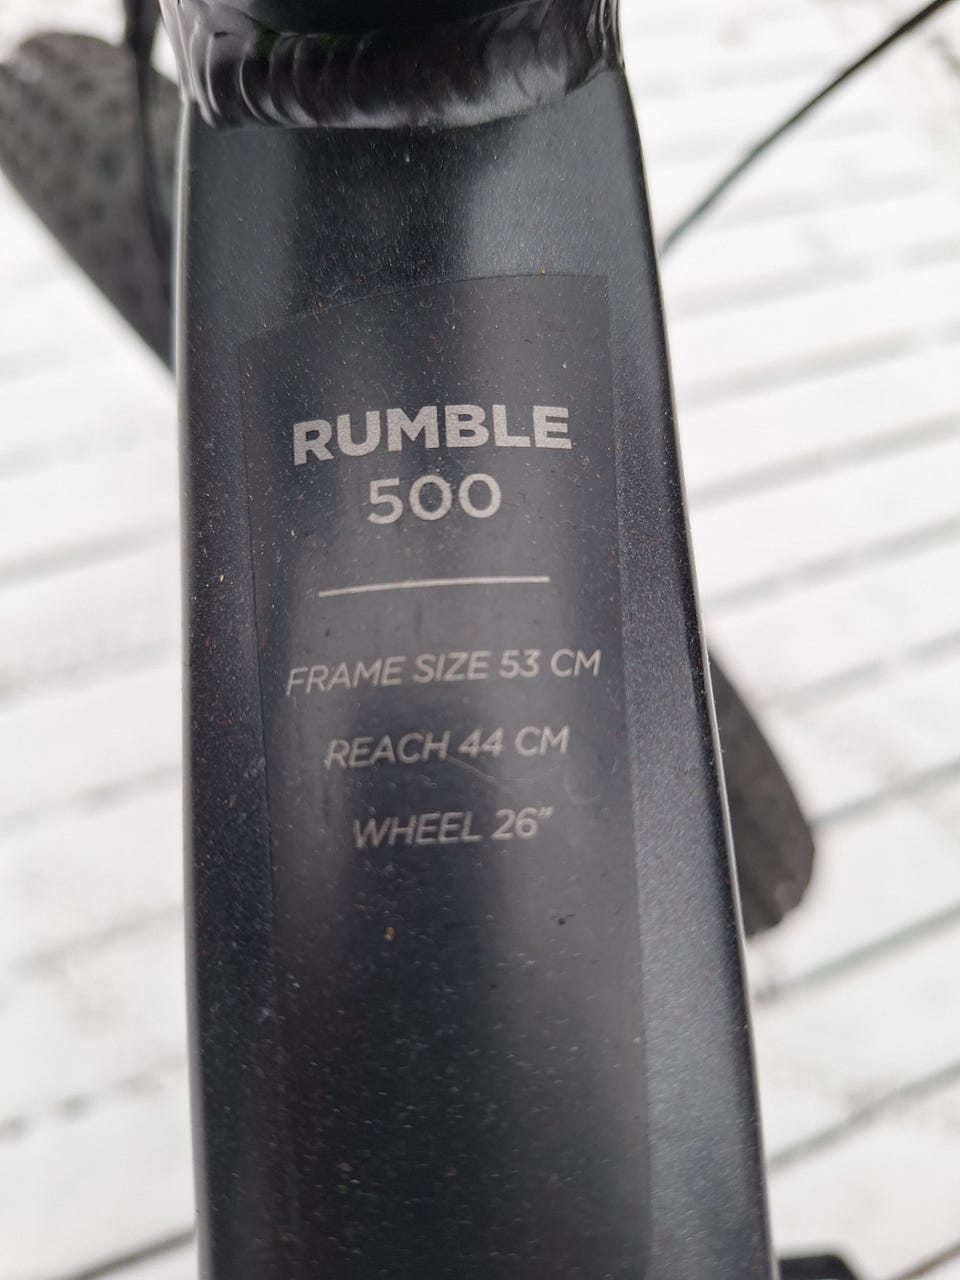 RUMBLE
500
FRAME SIZE 53 CM
REACH 44 CM
WHEEL 26"